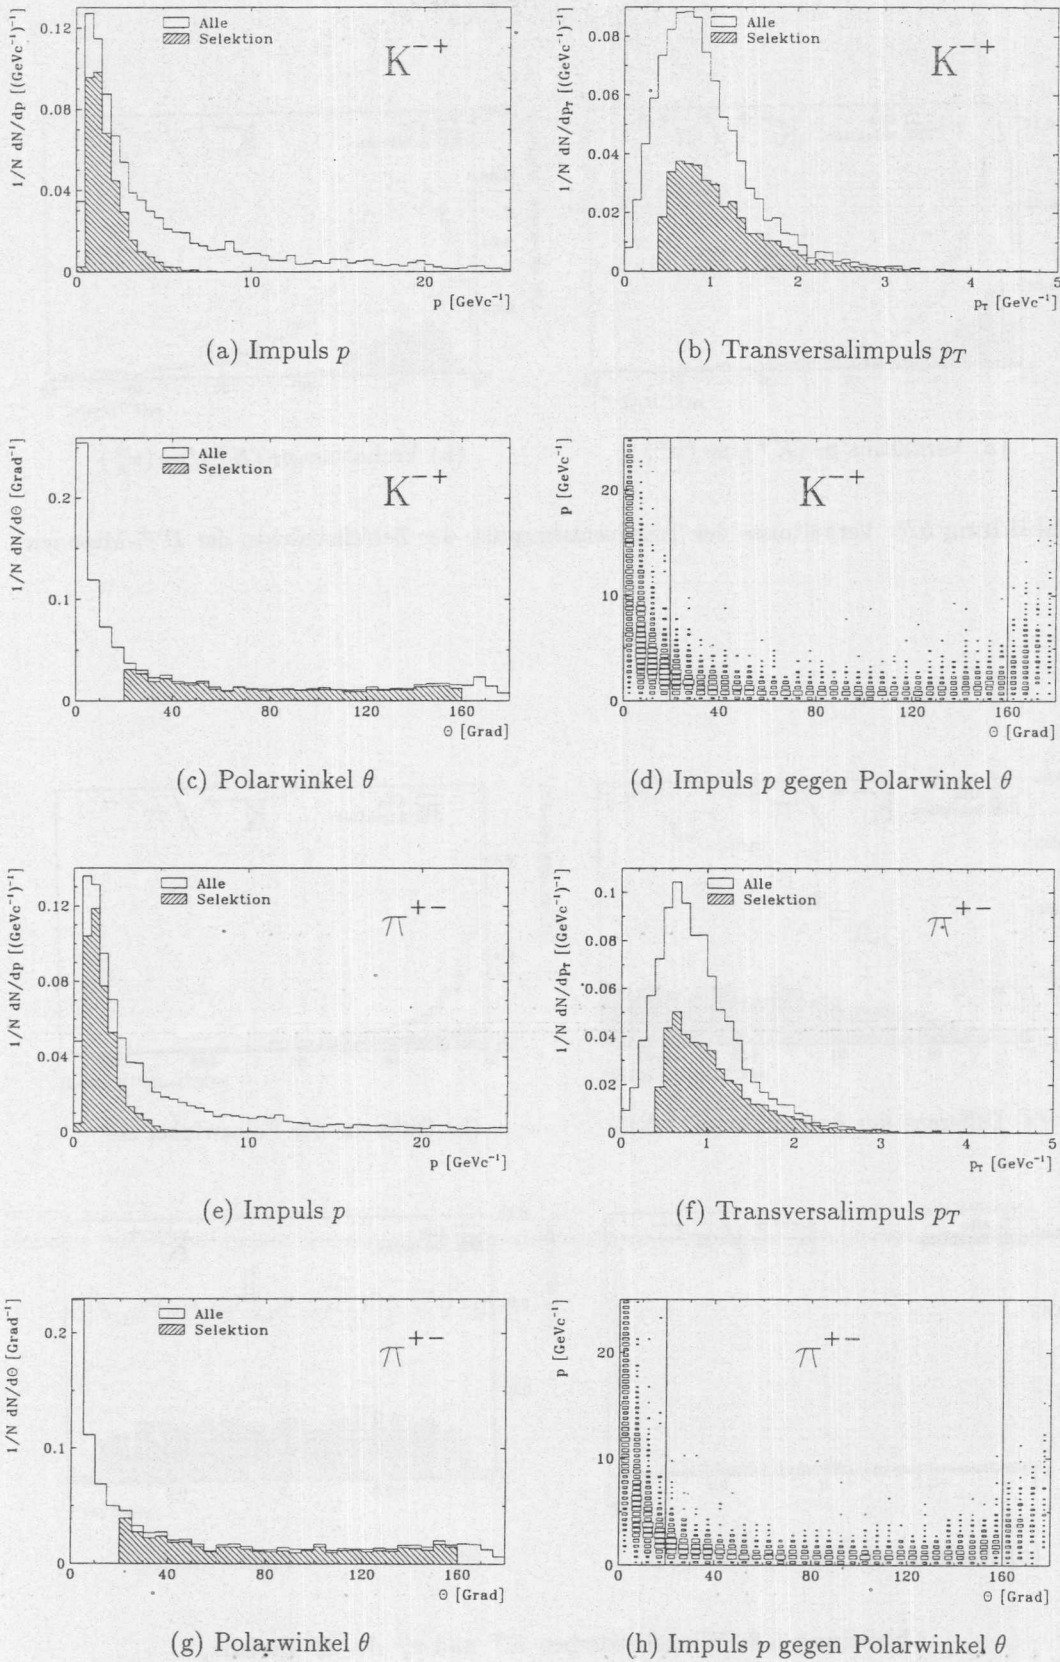 1/N dN/dp [(GeVc⁻¹)⁻¹]
0.12
0.08
0.04
0
Alle
Selektion
K⁻⁺
0 10 20
p [GeVc⁻¹]
(a) Impuls p
1/N dN/dp_T [(GeVc⁻¹)⁻¹]
0.08
0.06
0.04
0.02
0
Alle
Selektion
K⁻⁺
0 1 2 3 4 5
p_T [GeVc⁻¹]
(b) Transversalimpuls p_T
1/N dN/dΘ [Grad⁻¹]
0.2
0.1
0
Alle
Selektion
K⁻⁺
0 40 80 120 160
Θ [Grad]
(c) Polarwinkel θ
p [GeVc⁻¹]
20
10
0
K⁻⁺
0 40 80 120 160
Θ [Grad]
(d) Impuls p gegen Polarwinkel θ
1/N dN/dp [(GeVc⁻¹)⁻¹]
0.12
0.08
0.04
0
Alle
Selektion
π⁺⁻
0 10 20
p [GeVc⁻¹]
(e) Impuls p
1/N dN/dp_T [(GeVc⁻¹)⁻¹]
0.1
0.08
0.06
0.04
0.02
0
Alle
Selektion
π⁺⁻
0 1 2 3 4 5
p_T [GeVc⁻¹]
(f) Transversalimpuls p_T
1/N dN/dΘ [Grad⁻¹]
0.2
0.1
0
Alle
Selektion
π⁺⁻
0 40 80 120 160
Θ [Grad]
(g) Polarwinkel θ
p [GeVc⁻¹]
20
10
0
π⁺⁻
0 40 80 120 160
Θ [Grad]
(h) Impuls p gegen Polarwinkel θ